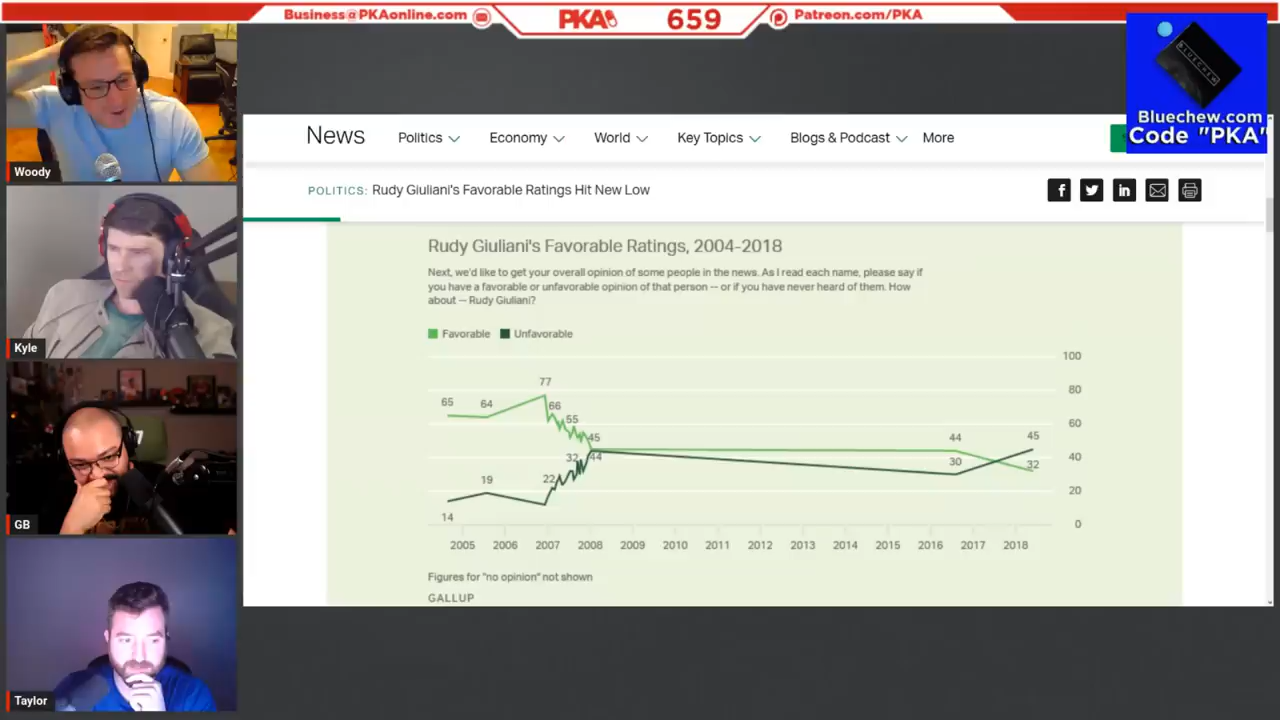 Business@PKAonline.com
PKA
659
Patreon.com/PKA
BLUECHEW
Bluechew.com
Code "PKA"
Woody
Kyle
GB
Taylor
News
Politics
Economy
World
Key Topics
Blogs & Podcast
More
POLITICS: Rudy Giuliani's Favorable Ratings Hit New Low
Rudy Giuliani's Favorable Ratings, 2004-2018
Next, we'd like to get your overall opinion of some people in the news. As I read each name, please say if
you have a favorable or unfavorable opinion of that person -- or if you have never heard of them. How
about -- Rudy Giuliani?
Favorable
Unfavorable
100
80
60
40
20
0
65
64
77
66
55
45
44
45
14
19
22
32
44
30
32
2005
2006
2007
2008
2009
2010
2011
2012
2013
2014
2015
2016
2017
2018
Figures for "no opinion" not shown
GALLUP